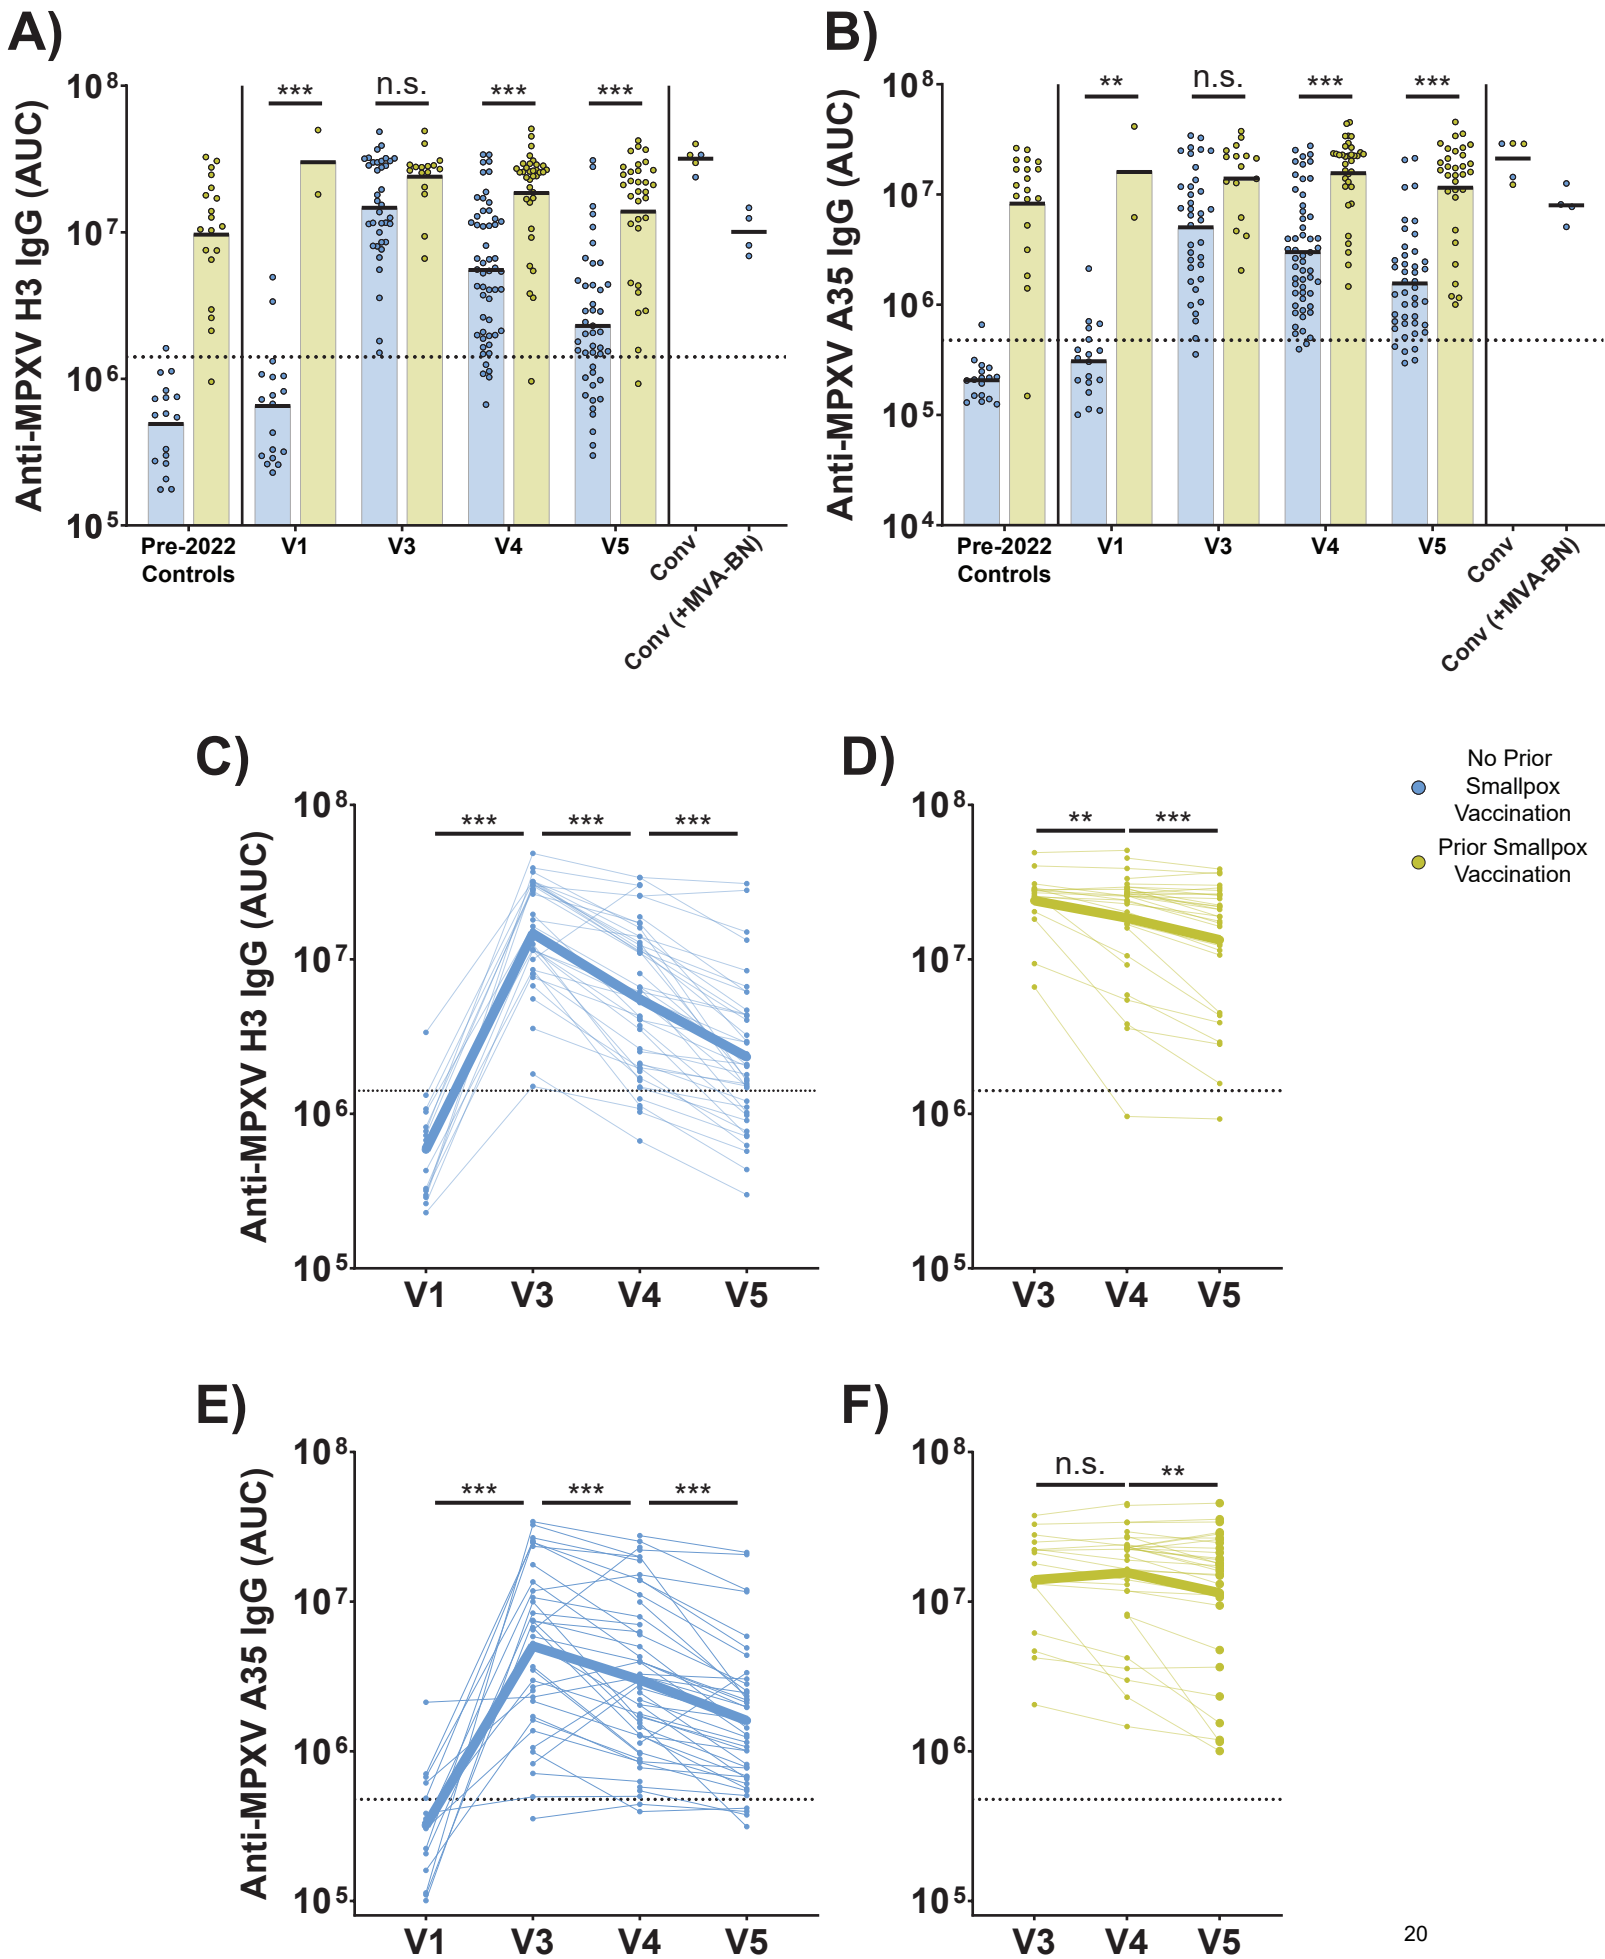 A)
Anti-MPXV H3 IgG (AUC)
10⁸
10⁷
10⁶
10⁵
***
n.s.
***
***
Pre-2022
Controls
V1
V3
V4
V5
Conv
Conv (+MVA-BN)
B)
Anti-MPXV A35 IgG (AUC)
10⁸
10⁷
10⁶
10⁵
10⁴
**
n.s.
***
***
Pre-2022
Controls
V1
V3
V4
V5
Conv
Conv (+MVA-BN)
C)
Anti-MPXV H3 IgG (AUC)
10⁸
10⁷
10⁶
10⁵
***
***
***
V1
V3
V4
V5
D)
10⁸
10⁷
10⁶
10⁵
**
***
V3
V4
V5
No Prior
Smallpox
Vaccination
Prior Smallpox
Vaccination
E)
Anti-MPXV A35 IgG (AUC)
10⁸
10⁷
10⁶
10⁵
***
***
***
V1
V3
V4
V5
F)
10⁸
10⁷
10⁶
10⁵
n.s.
**
V3
V4
V5
20